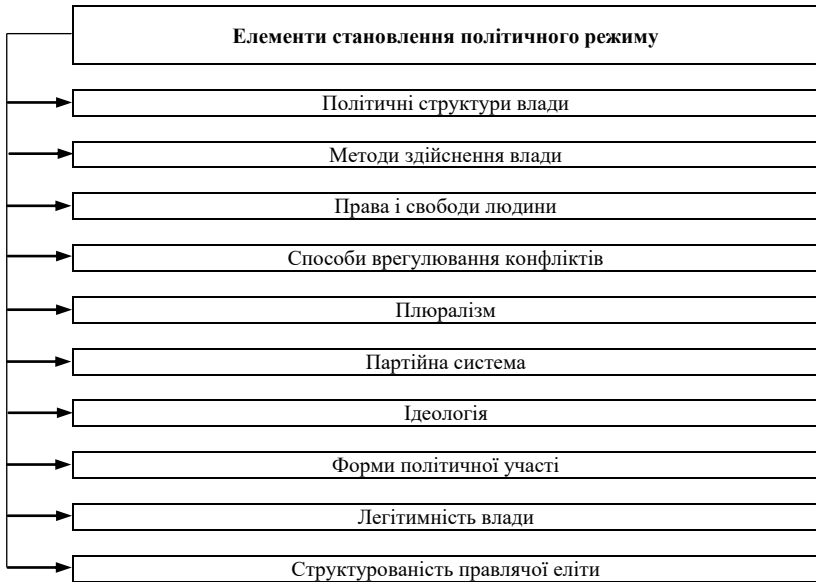 Елементи становлення політичного режиму
Політичні структури влади
Методи здійснення влади
Права і свободи людини
Способи врегулювання конфліктів
Плюралізм
Партійна система
Ідеологія
Форми політичної участі
Легітимність влади
Структурованість правлячої еліти